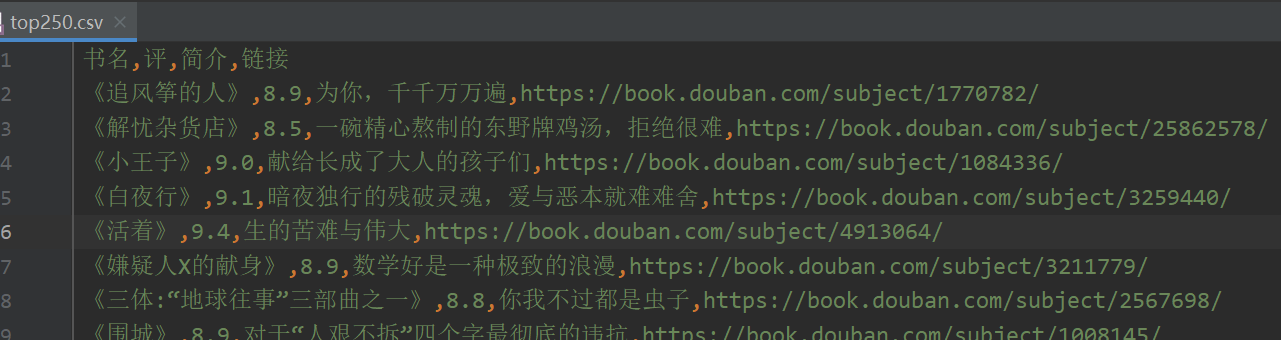 top250.csv
1 书名,评,简介,链接
2 《追风筝的人》,8.9,为你，千千万万遍,https://book.douban.com/subject/1770782/
3 《解忧杂货店》,8.5,一碗精心熬制的东野牌鸡汤，拒绝很难,https://book.douban.com/subject/25862578/
4 《小王子》,9.0,献给长成了大人的孩子们,https://book.douban.com/subject/1084336/
5 《白夜行》,9.1,暗夜独行的残破灵魂，爱与恶本就难难舍,https://book.douban.com/subject/3259440/
6 《活着》,9.4,生的苦难与伟大,https://book.douban.com/subject/4913064/
7 《嫌疑人X的献身》,8.9,数学好是一种极致的浪漫,https://book.douban.com/subject/3211779/
8 《三体:“地球往事”三部曲之一》,8.8,你我不过都是虫子,https://book.douban.com/subject/2567698/
9 《围城》,8.9,对于“人艰不拆”四个字最彻底的违抗,https://book.douban.com/subject/1008145/